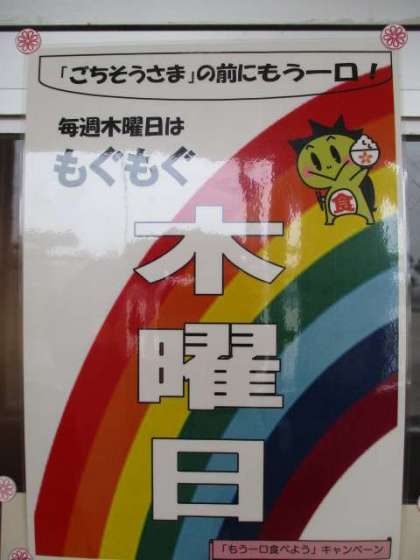 「ごちそうさま」の前にもう一口！
毎週木曜日は
もぐもぐ
木曜日
食
「もう一口食べよう」キャンペーン